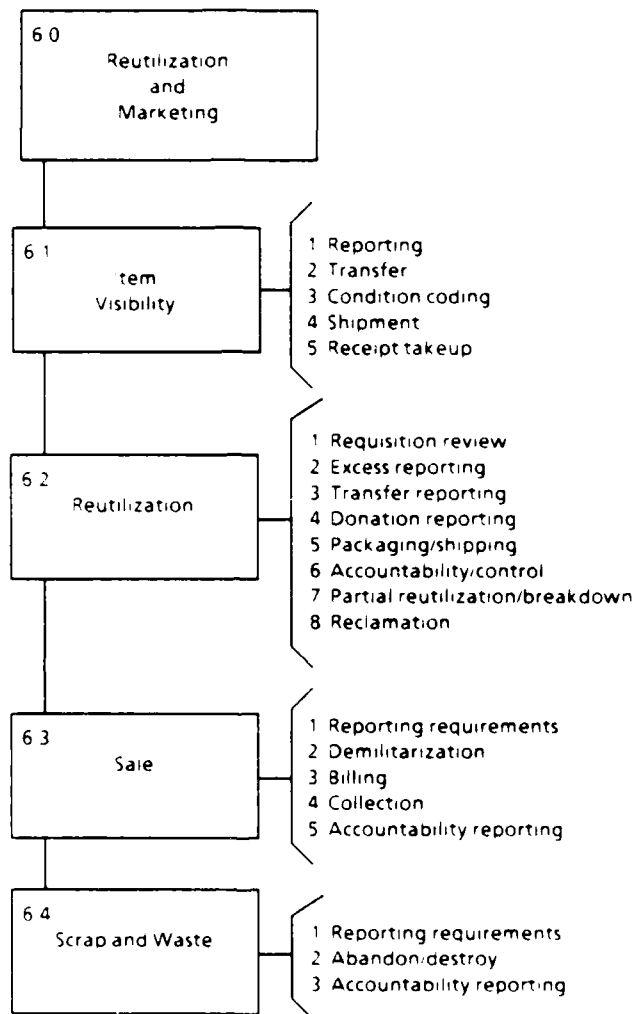 6 0
Reutilization
and
Marketing
6 1
tem
Visibility
1 Reporting
2 Transfer
3 Condition coding
4 Shipment
5 Receipt takeup
6 2
Reutilization
1 Requisition review
2 Excess reporting
3 Transfer reporting
4 Donation reporting
5 Packaging/shipping
6 Accountability/control
7 Partial reutilization/breakdown
8 Reclamation
6 3
Sale
1 Reporting requirements
2 Demilitarization
3 Billing
4 Collection
5 Accountability reporting
6 4
Scrap and Waste
1 Reporting requirements
2 Abandon/destroy
3 Accountability reporting